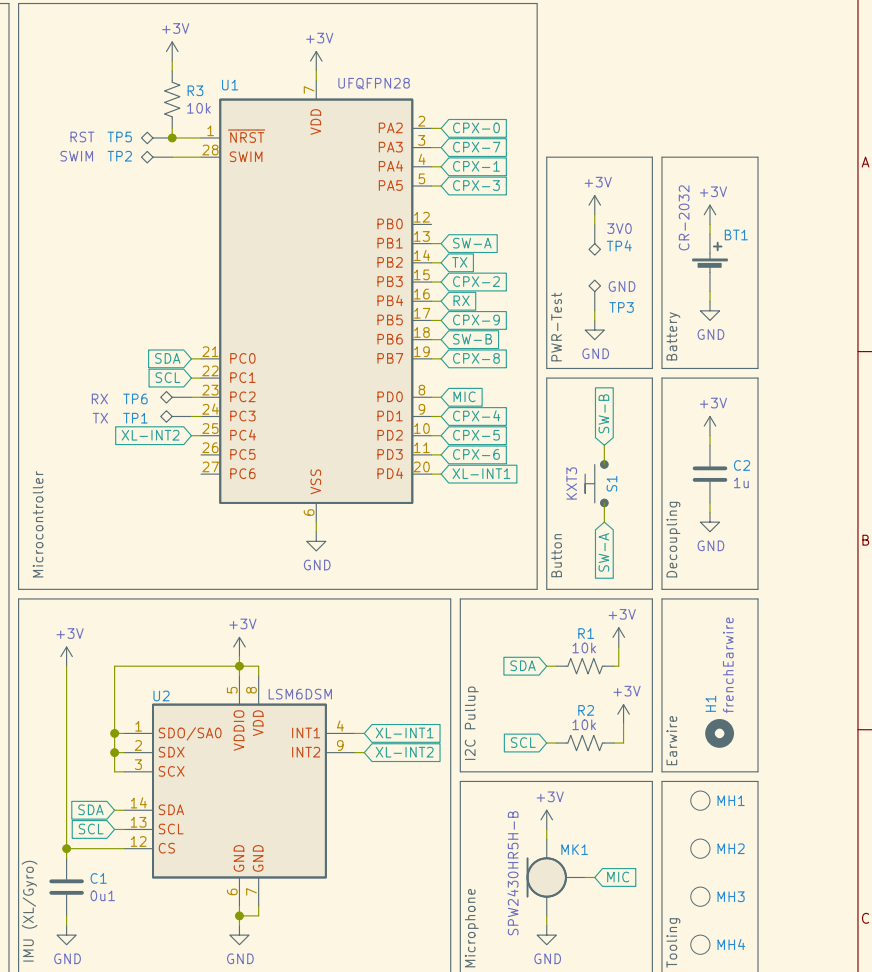 +3V
R3
10k
RST TP5
SWIM TP2
U1
UFQFPN28
+3V
7
VDD
1 NRST
28 SWIM
PA2 2 CPX-0
PA3 3 CPX-7
PA4 4 CPX-1
PA5 5 CPX-3
PB0 12
PB1 13 SW-A
PB2 14 TX
PB3 15 CPX-2
PB4 16 RX
PB5 17 CPX-9
PB6 18 SW-B
PB7 19 CPX-8
SDA 21 PC0
SCL 22 PC1
RX TP6 23 PC2
TX TP1 24 PC3
XL-INT2 25 PC4
26 PC5
27 PC6
PD0 8 MIC
PD1 9 CPX-4
PD2 10 CPX-5
PD3 11 CPX-6
PD4 20 XL-INT1
VSS
6
GND
Microcontroller
+3V
3V0
TP4
GND
TP3
GND
PWR-Test
CR-2032
+3V
+
BT1
GND
Battery
A
SW-B
KXT3
S1
SW-A
Button
+3V
C2
1u
GND
Decoupling
B
+3V
+3V
U2
LSM6DSM
5
8
VDDIO
VDD
1 SDO/SA0
2 SDX
3 SCX
INT1 4 XL-INT1
INT2 9 XL-INT2
SDA 14 SDA
SCL 13 SCL
12 CS
GND
GND
6
7
C1
0u1
GND
GND
IMU (XL/Gyro)
+3V
R1
10k
SDA
+3V
R2
10k
SCL
I2C Pullup
H1
frenchEarwire
Earwire
+3V
SPW2430HR5H-B
MK1
MIC
GND
Microphone
MH1
MH2
MH3
MH4
Tooling
C